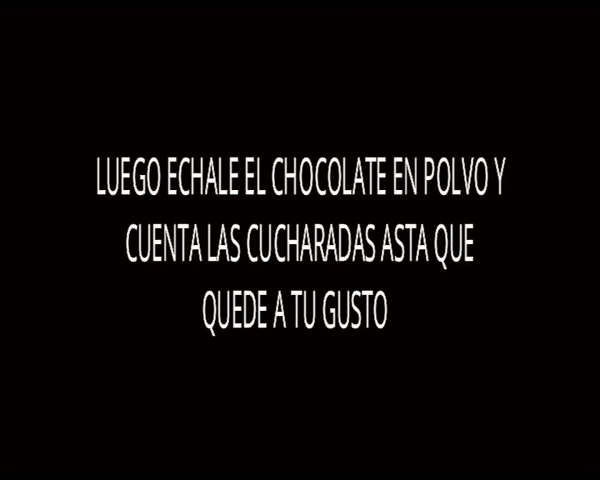 LUEGO ECHALE EL CHOCOLATE EN POLVO Y
CUENTA LAS CUCHARADAS ASTA QUE
QUEDE A TU GUSTO